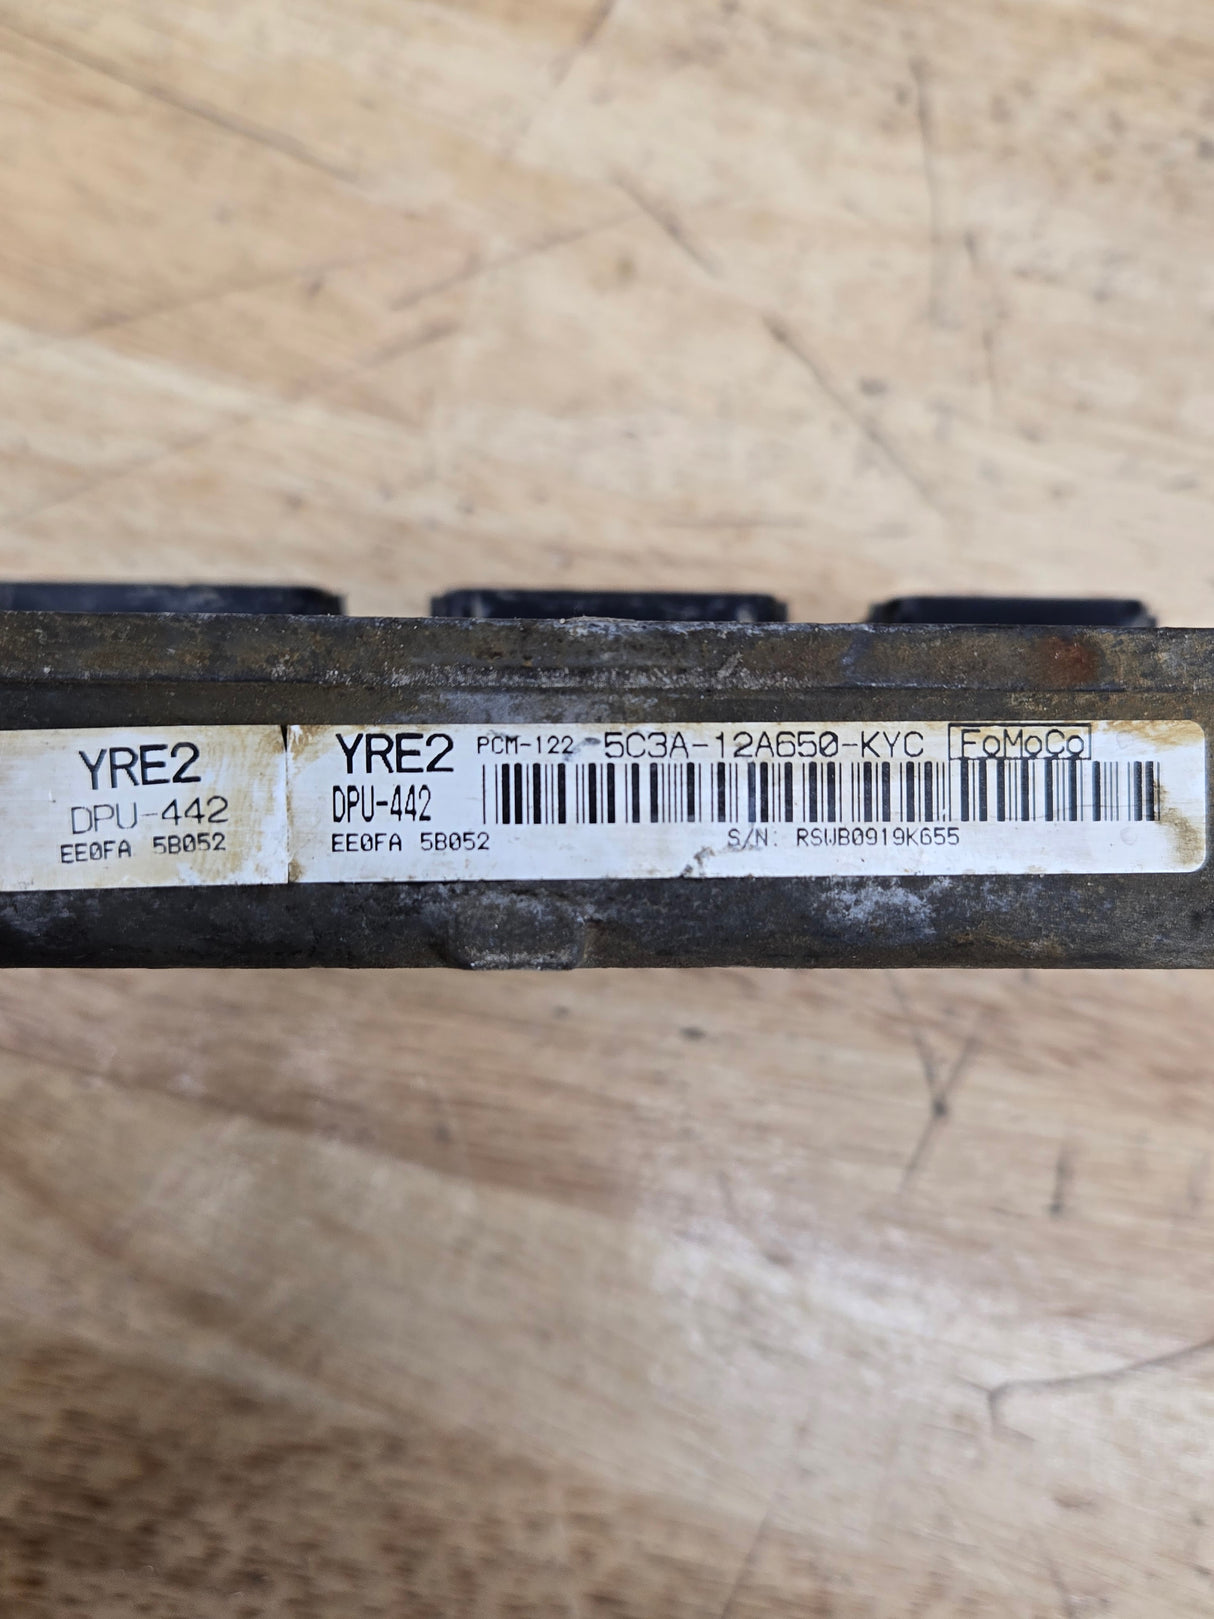 YRE2
DPU-442
EE0FA 5B052
YRE2 PCM-122 5C3A-12A650-KYC FoMoCo
DPU-442
EE0FA 5B052 S/N: RSWB0919K655